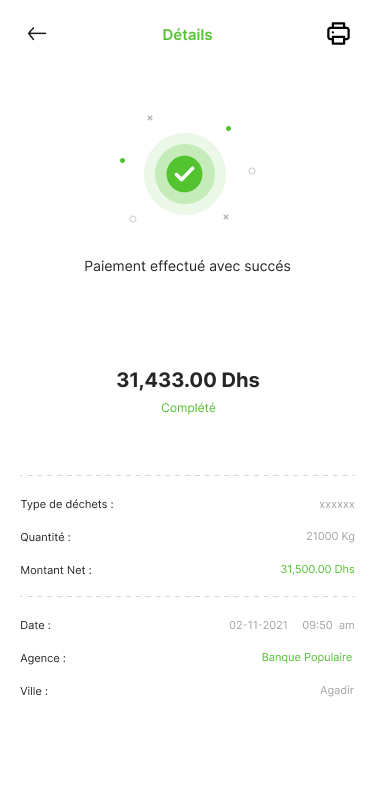 Détails
Paiement effectué avec succés
31,433.00 Dhs
Complété
Type de déchets : xxxxxx
Quantité : 21000 Kg
Montant Net : 31,500.00 Dhs
Date : 02-11-2021 09:50 am
Agence : Banque Populaire
Ville : Agadir